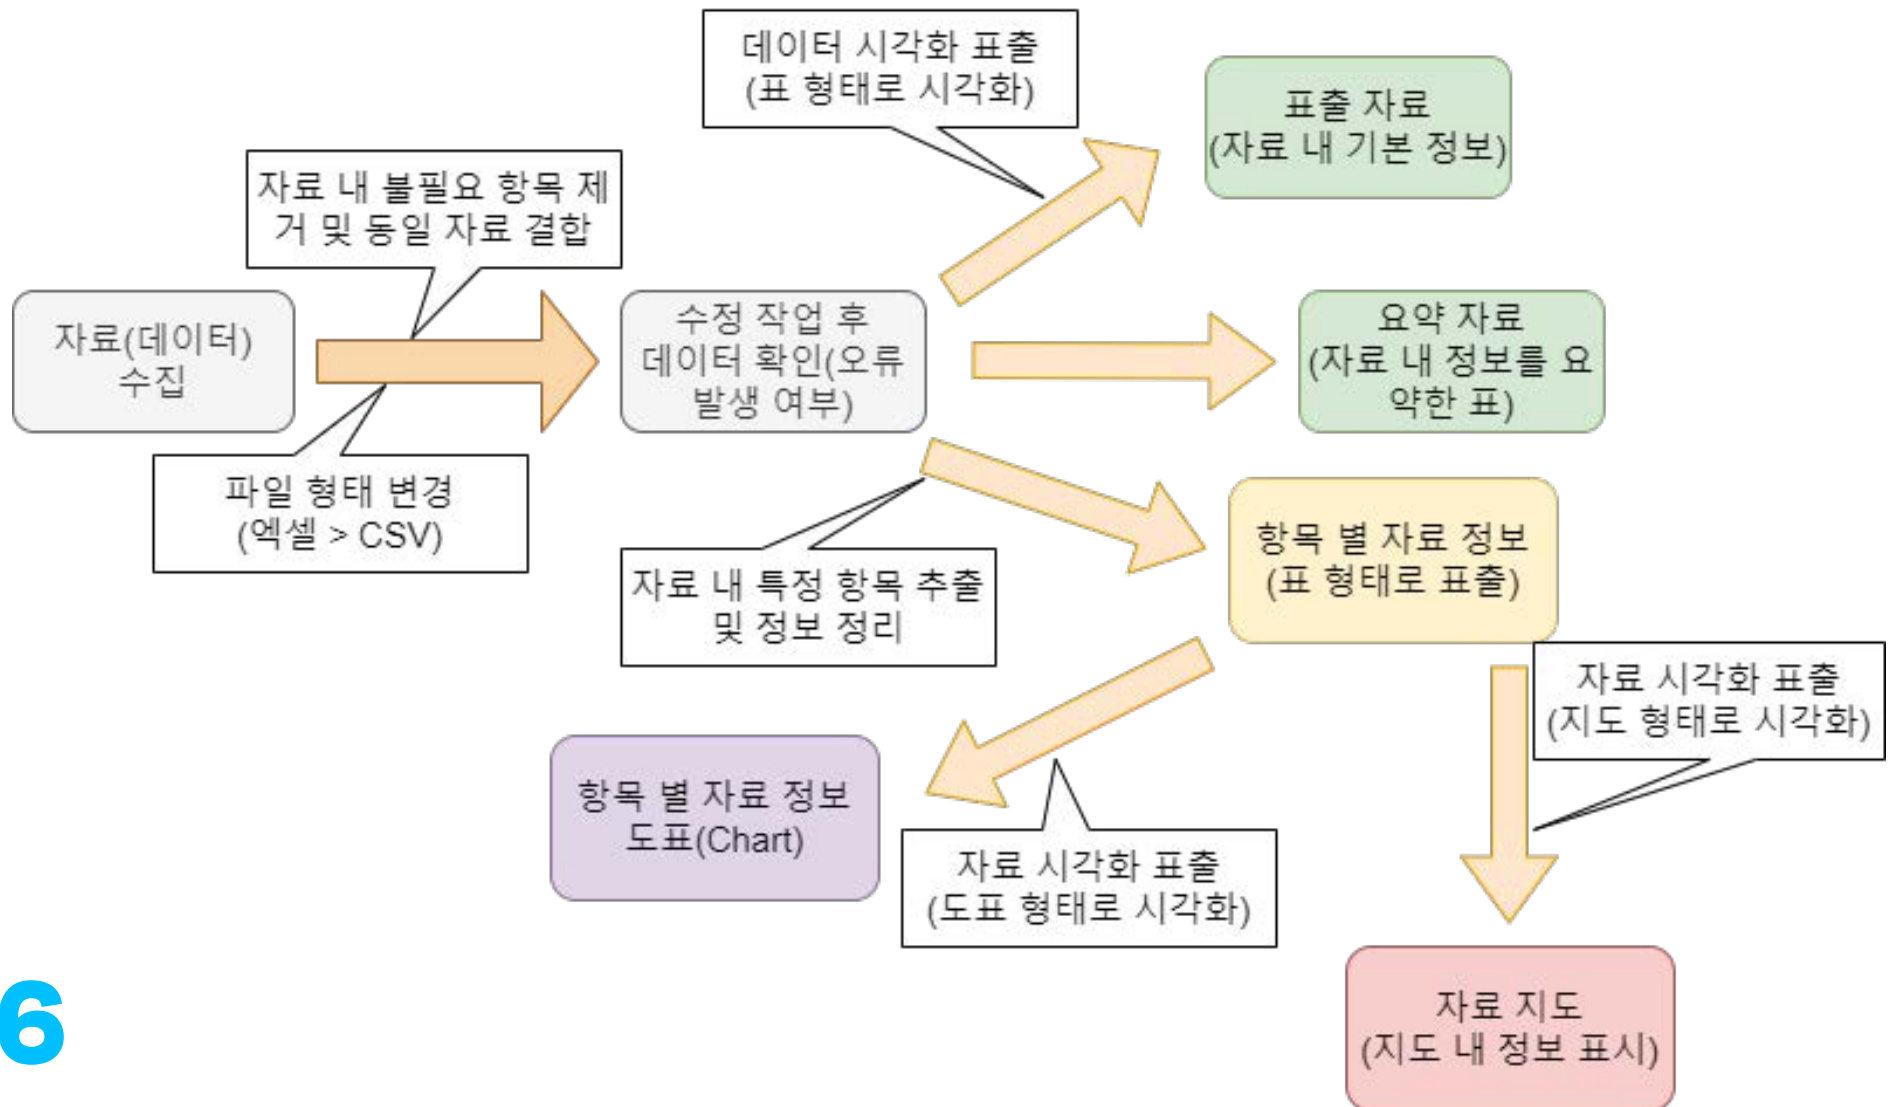 데이터 시각화 표출
(표 형태로 시각화)
표출 자료
(자료 내 기본 정보)
자료 내 불필요 항목 제
거 및 동일 자료 결합
자료(데이터)
수집
수정 작업 후
데이터 확인(오류
발생 여부)
요약 자료
(자료 내 정보를 요
약한 표)
파일 형태 변경
(엑셀 > CSV)
자료 내 특정 항목 추출
및 정보 정리
항목 별 자료 정보
(표 형태로 표출)
자료 시각화 표출
(지도 형태로 시각화)
항목 별 자료 정보
도표(Chart)
자료 시각화 표출
(도표 형태로 시각화)
자료 지도
(지도 내 정보 표시)
6